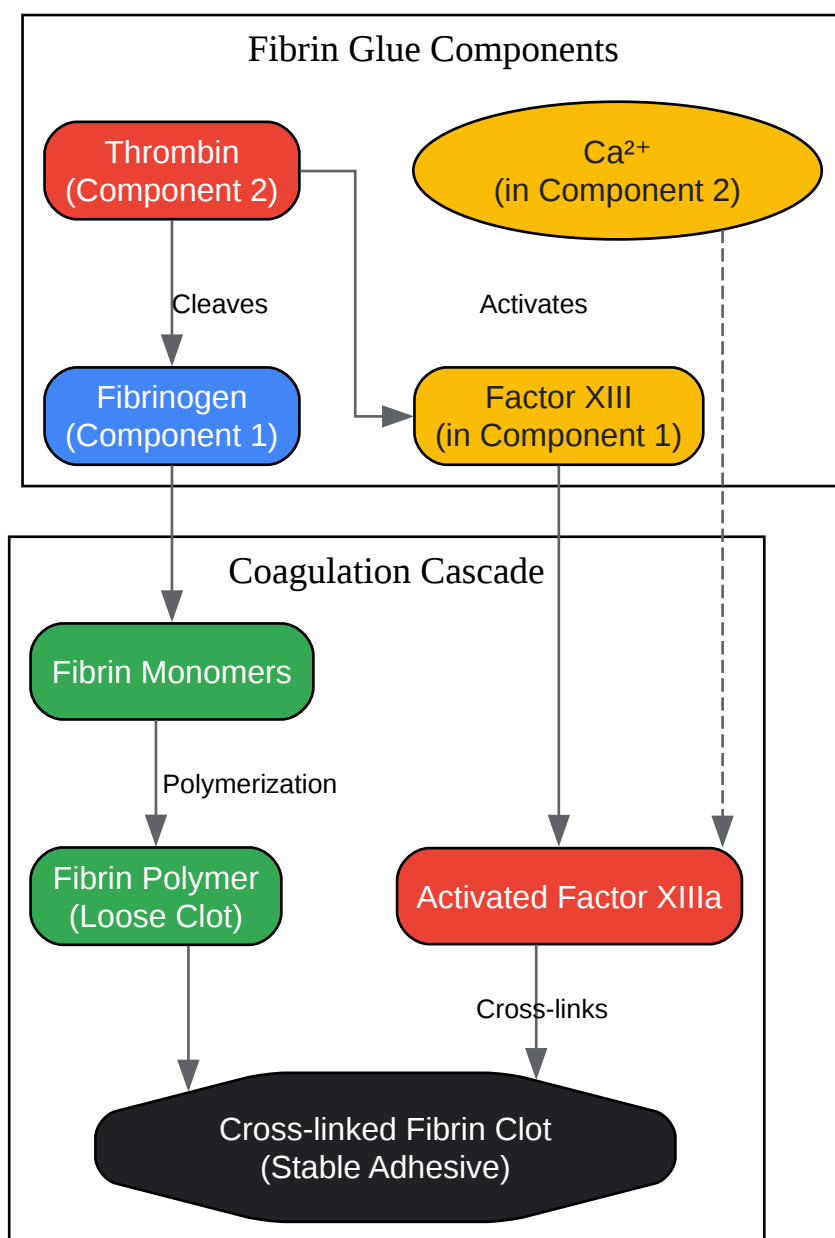 Fibrin Glue Components
Thrombin
(Component 2)
Ca²⁺
(in Component 2)
Cleaves
Activates
Fibrinogen
(Component 1)
Factor XIII
(in Component 1)
Coagulation Cascade
Fibrin Monomers
Polymerization
Fibrin Polymer
(Loose Clot)
Activated Factor XIIIa
Cross-links
Cross-linked Fibrin Clot
(Stable Adhesive)